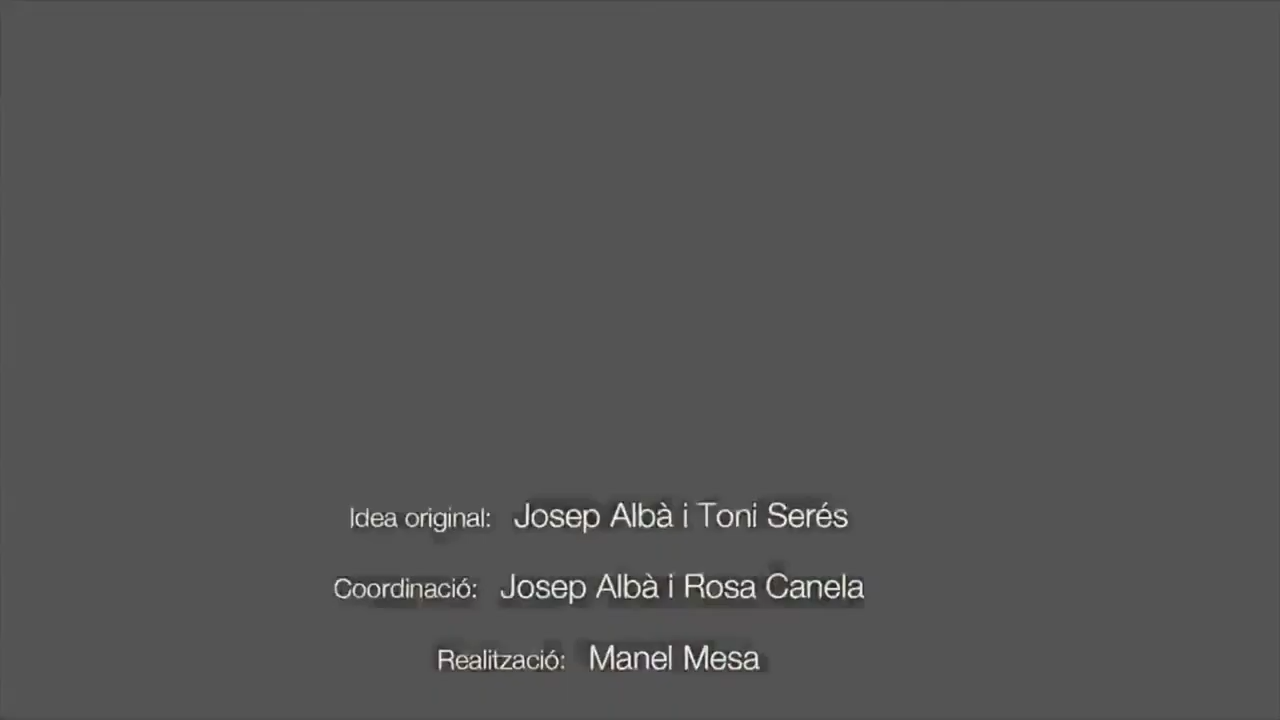 Idea original: Josep Albà i Toni Serés
Coordinació: Josep Albà i Rosa Canela
Realització: Manel Mesa